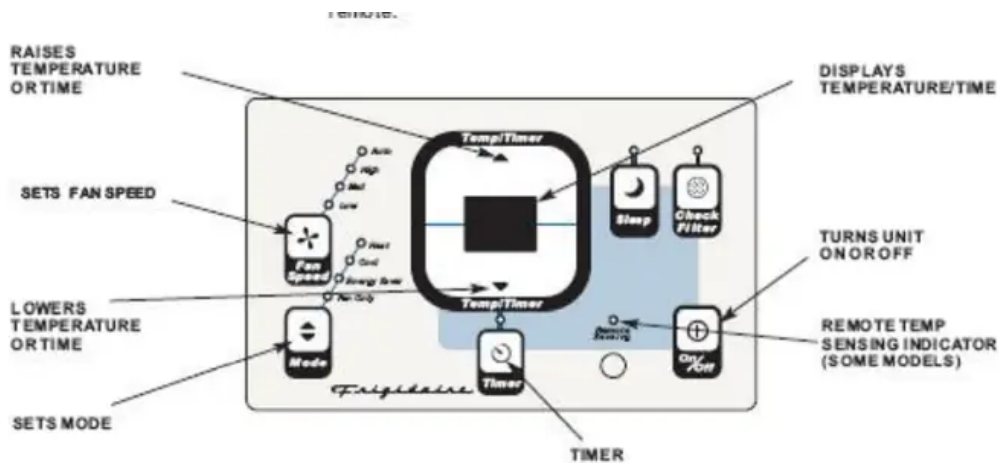 remote.
RAISES
TEMPERATURE
OR TIME
DISPLAYS
TEMPERATURE/TIME
Temp/Timer
Auto
High
Med
Low
SETS FAN SPEED
Fan
Speed
Sleep
Check
Filter
TURNS UNIT
ON OR OFF
Heat
Cool
Energy Saver
Fan Only
LOWERS
TEMPERATURE
OR TIME
Temp/Timer
Remote
Sensing
REMOTE TEMP
SENSING INDICATOR
(SOME MODELS)
Mode
On/Off
Timer
Frigidaire
SETS MODE
TIMER